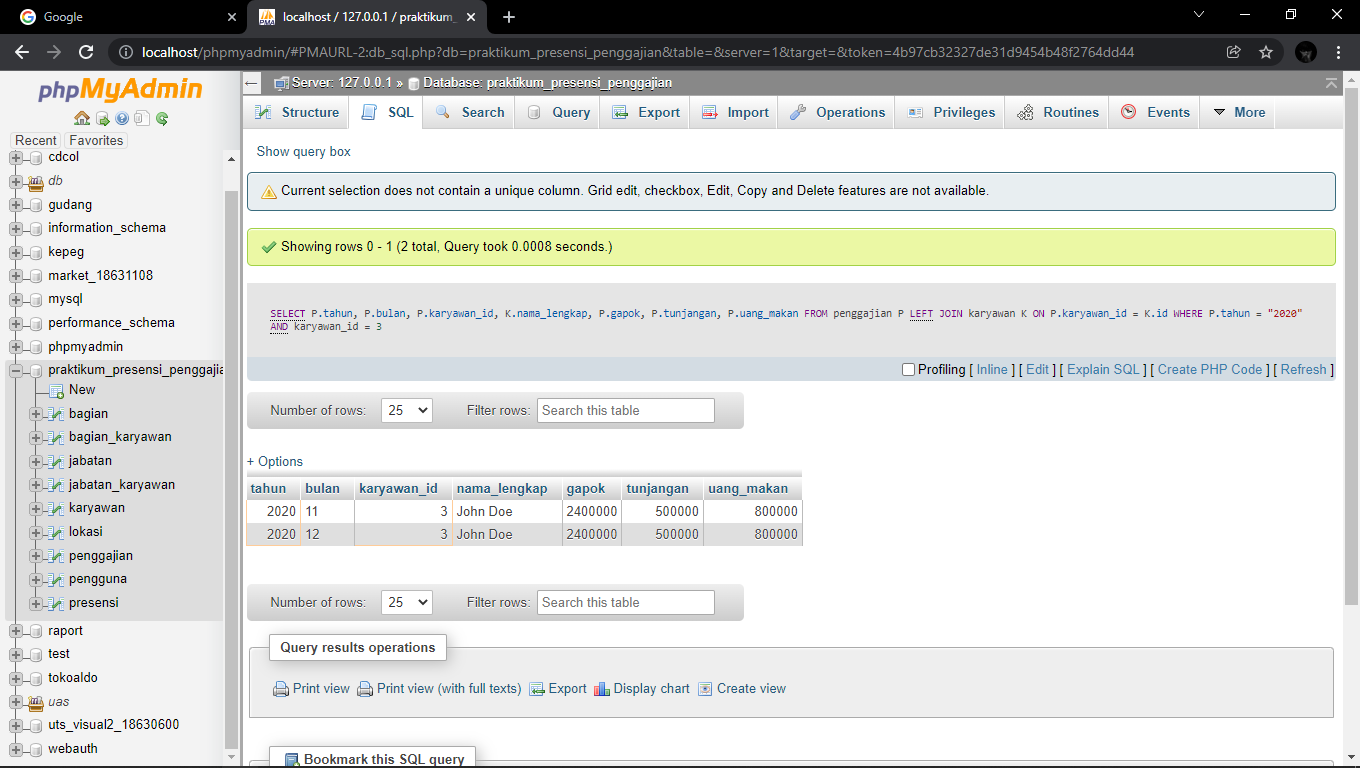 Google
localhost / 127.0.0.1 / praktikum_
localhost/phpmyadmin/#PMAURL-2:db_sql.php?db=praktikum_presensi_penggajian&table=&server=1&target=&token=4b97cb32327de31d9454b48f2764dd44
phpMyAdmin
Recent Favorites
cdcol
db
gudang
information_schema
kepeg
market_18631108
mysql
performance_schema
phpmyadmin
praktikum_presensi_penggajia
New
bagian
bagian_karyawan
jabatan
jabatan_karyawan
karyawan
lokasi
penggajian
pengguna
presensi
raport
test
tokoaldo
uas
uts_visual2_18630600
webauth
Server: 127.0.0.1 » Database: praktikum_presensi_penggajian
Structure SQL Search Query Export Import Operations Privileges Routines Events More
Show query box
Current selection does not contain a unique column. Grid edit, checkbox, Edit, Copy and Delete features are not available.
Showing rows 0 - 1 (2 total, Query took 0.0008 seconds.)
SELECT P.tahun, P.bulan, P.karyawan_id, K.nama_lengkap, P.gapok, P.tunjangan, P.uang_makan FROM penggajian P LEFT JOIN karyawan K ON P.karyawan_id = K.id WHERE P.tahun = "2020"
AND karyawan_id = 3
Profiling [ Inline ] [ Edit ] [ Explain SQL ] [ Create PHP Code ] [ Refresh ]
Number of rows: 25 Filter rows: Search this table
+ Options
tahun bulan karyawan_id nama_lengkap gapok tunjangan uang_makan
2020 11 3 John Doe 2400000 500000 800000
2020 12 3 John Doe 2400000 500000 800000
Number of rows: 25 Filter rows: Search this table
Query results operations
Print view Print view (with full texts) Export Display chart Create view
Bookmark this SQL query